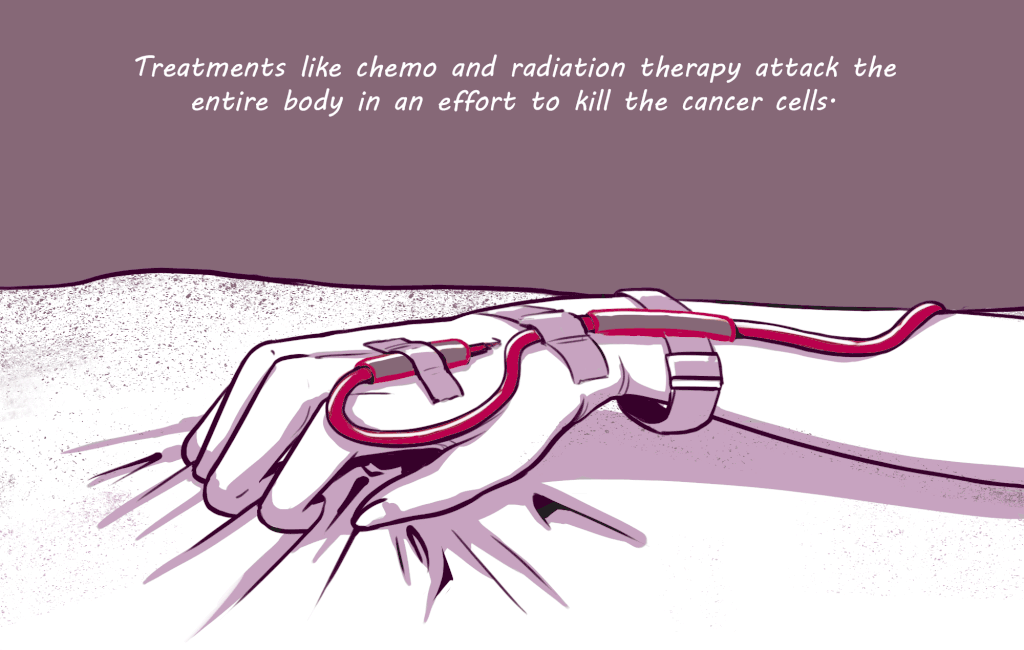 Treatments like chemo and radiation therapy attack the
entire body in an effort to kill the cancer cells.